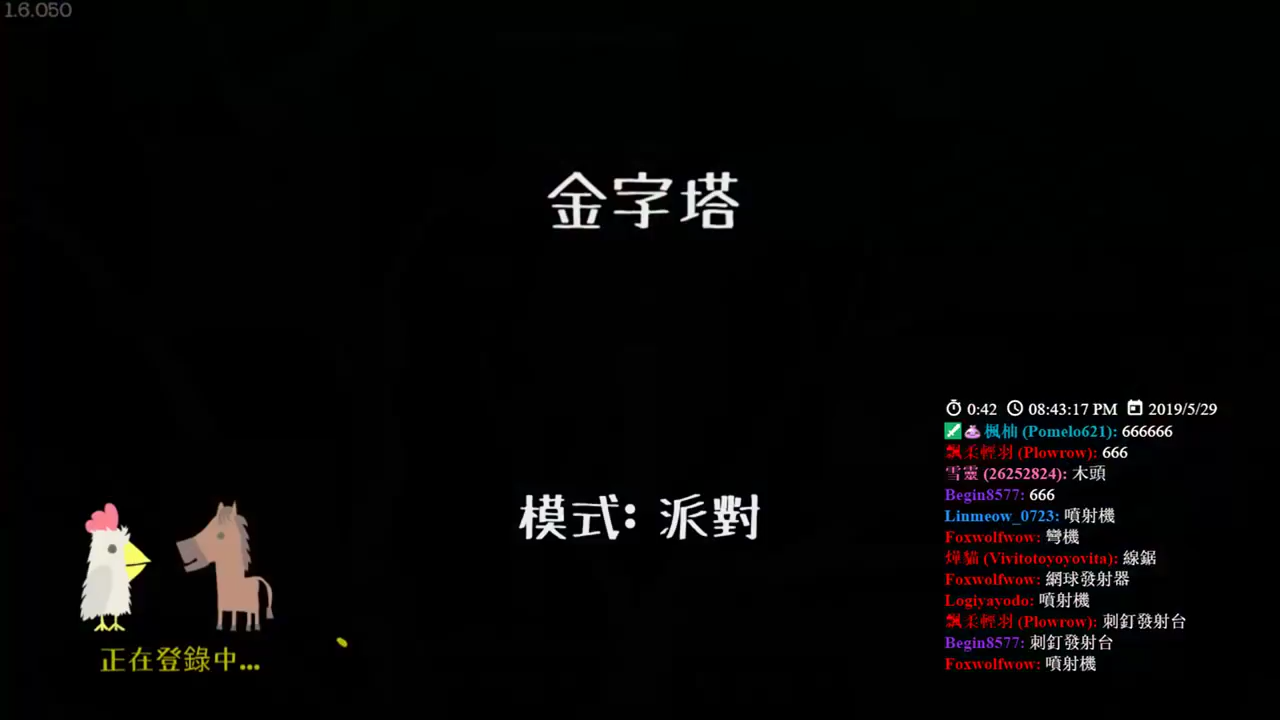 1.6.050
金字塔
模式: 派對
正在登錄中...
0:42 08:43:17 PM 2019/5/29
楓柚 (Pomelo621): 666666
飄柔輕羽 (Plowrow): 666
雪靈 (26252824): 木頭
Begin8577: 666
Linmeow_0723: 噴射機
Foxwolfwow: 彎機
燁貓 (Vivitotoyoyovita): 線鋸
Foxwolfwow: 網球發射器
Logiyayodo: 噴射機
飄柔輕羽 (Plowrow): 刺釘發射台
Begin8577: 刺釘發射台
Foxwolfwow: 噴射機